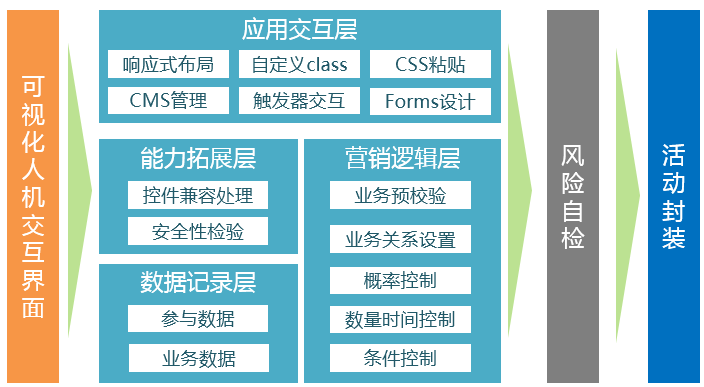 可视化人机交互界面
应用交互层
响应式布局
自定义class
CSS粘贴
CMS管理
触发器交互
Forms设计
能力拓展层
控件兼容处理
安全性检验
数据记录层
参与数据
业务数据
营销逻辑层
业务预校验
业务关系设置
概率控制
数量时间控制
条件控制
风险自检
活动封装